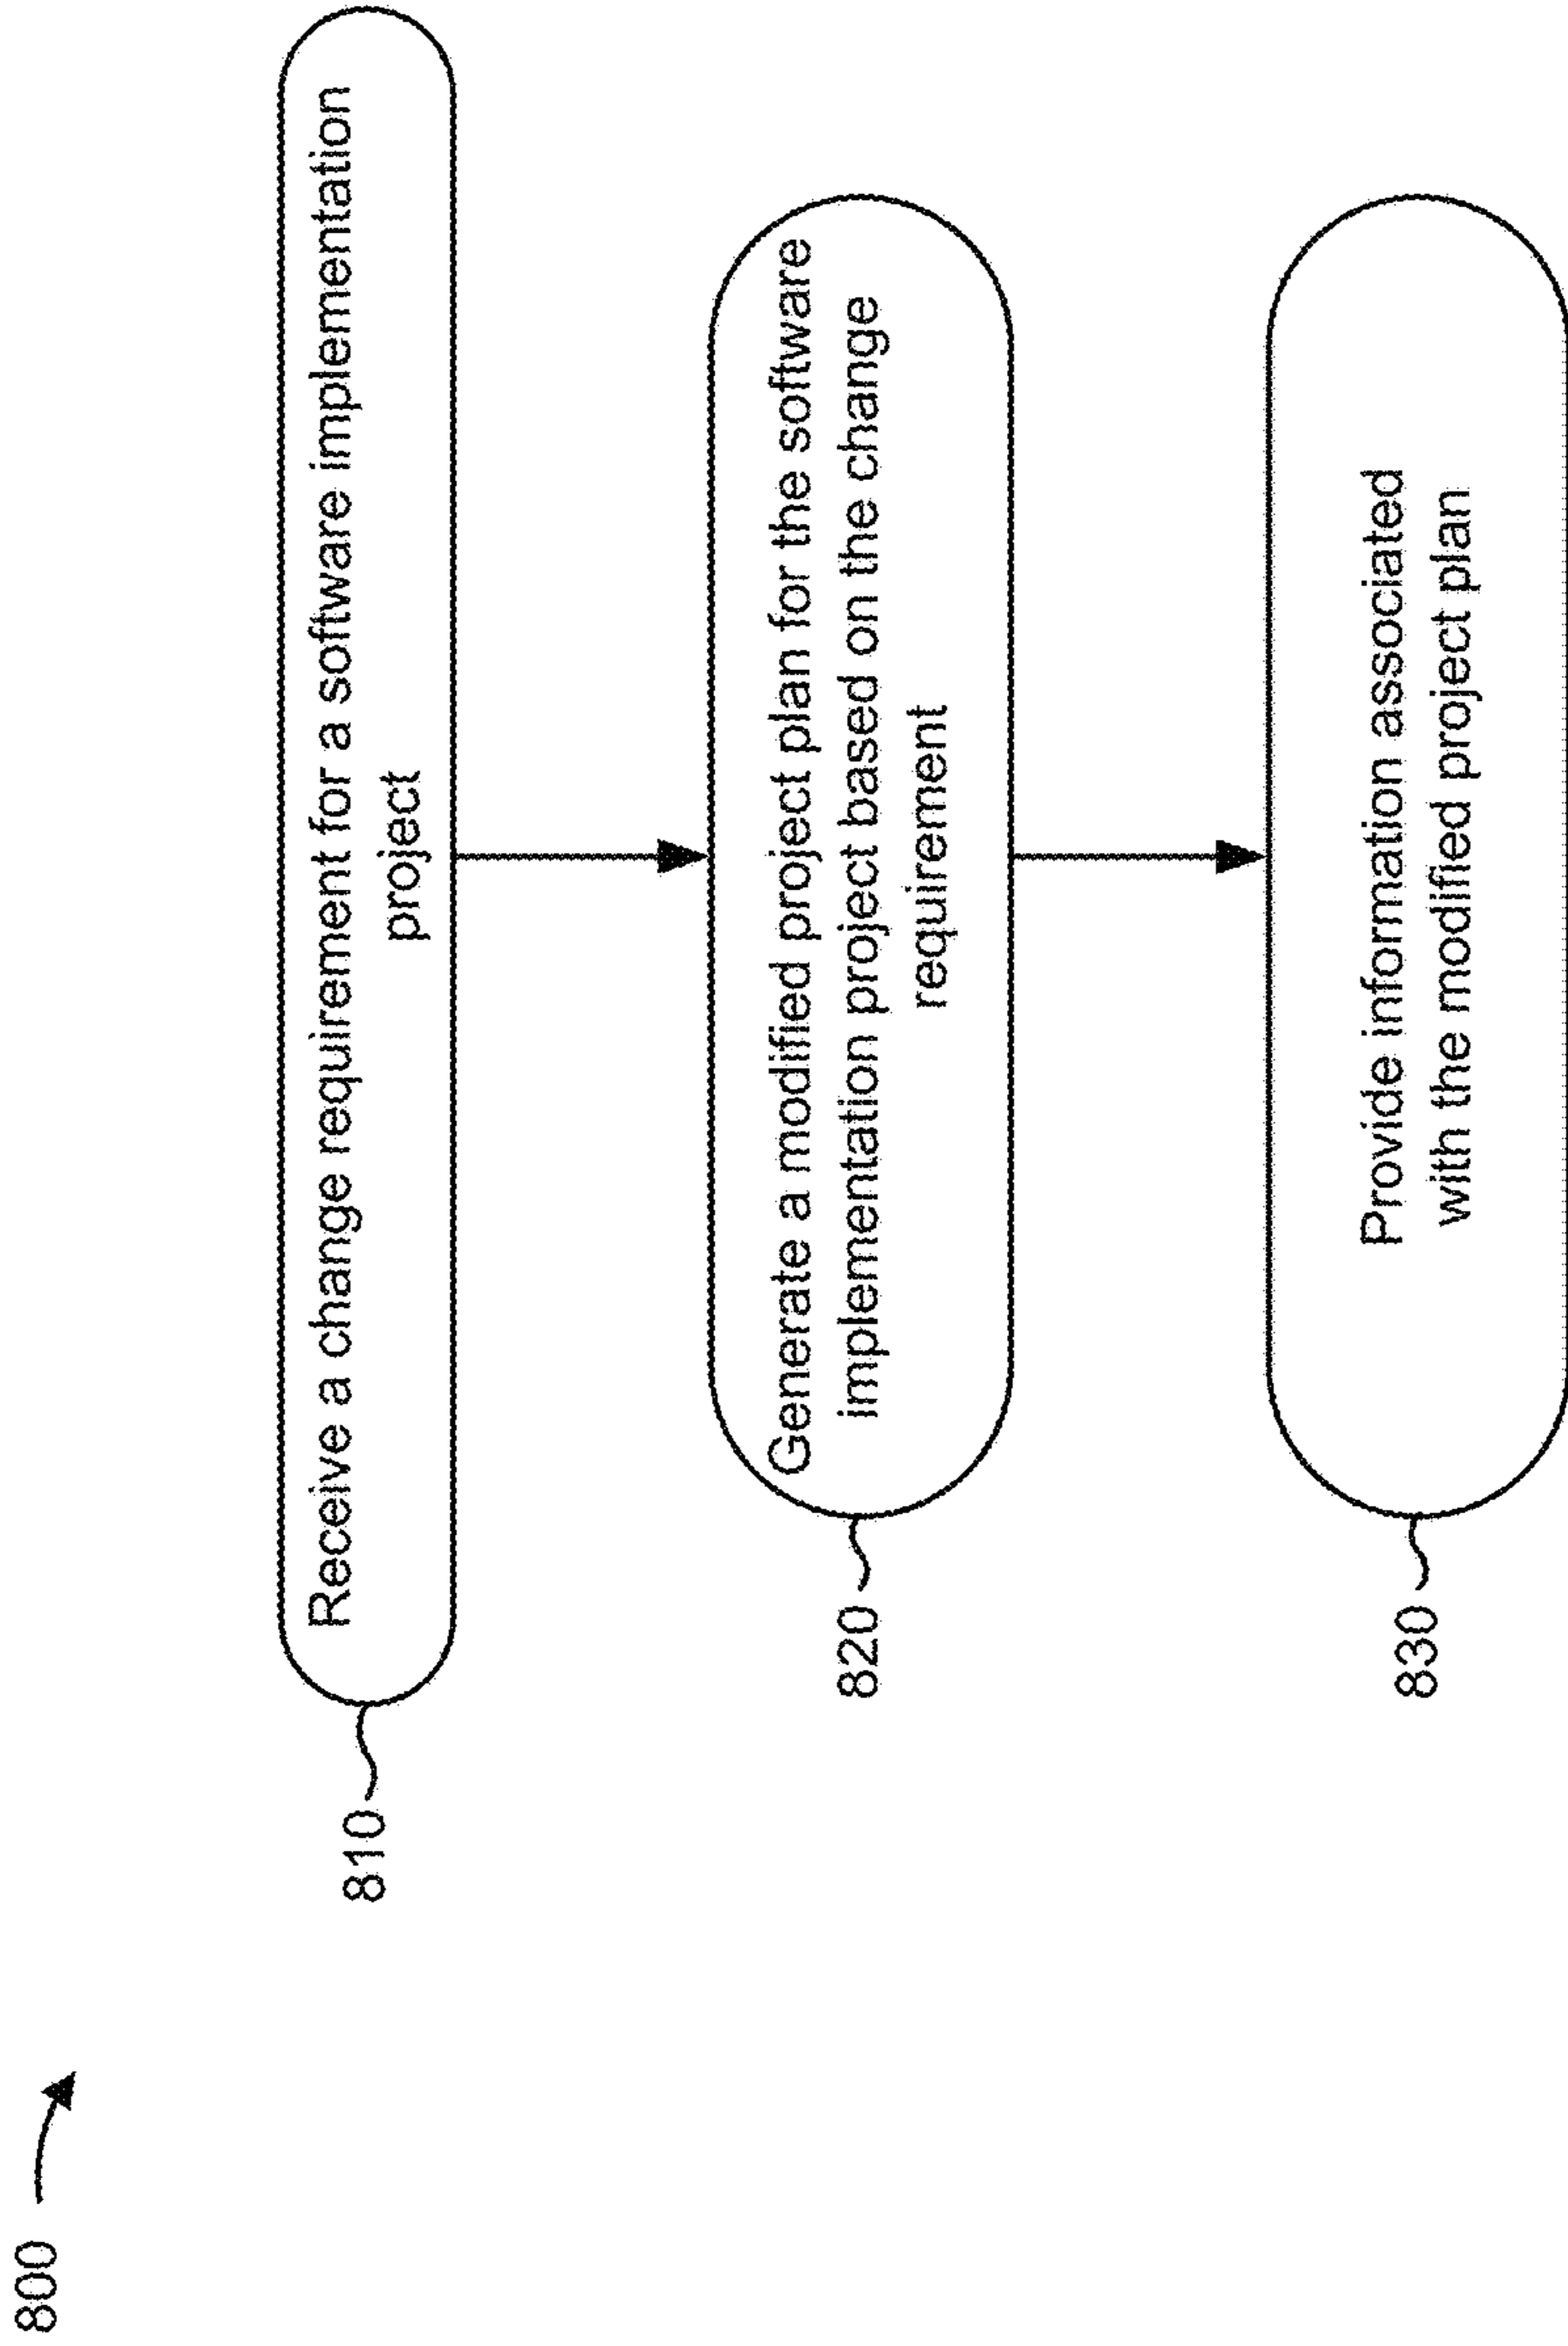 800
810
Receive a change requirement for a software implementation
project
820
Generate a modified project plan for the software
implementation project based on the change
requirement
830
Provide information associated
with the modified project plan